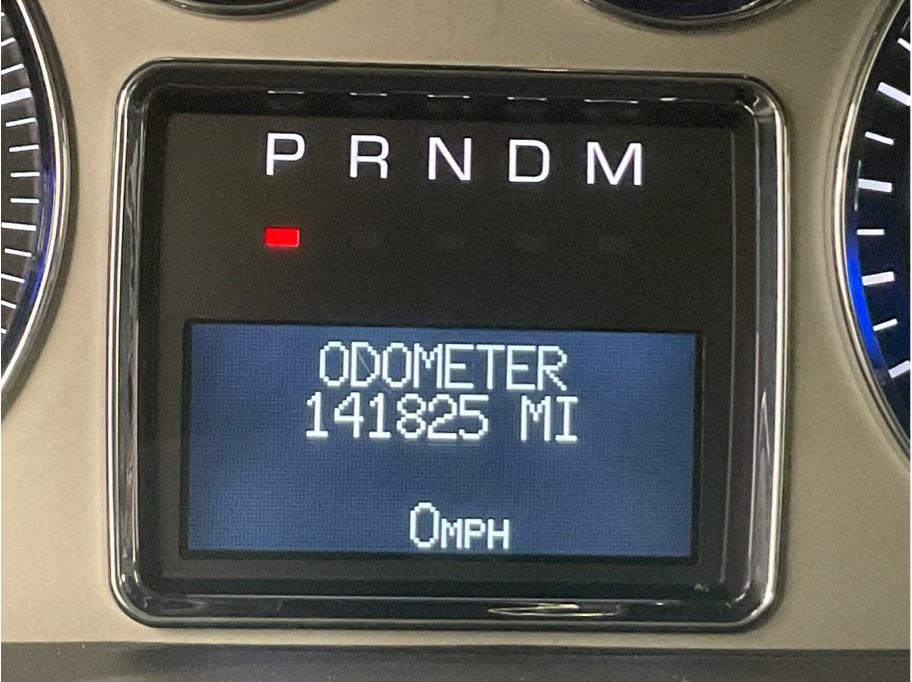 P R N D M
ODOMETER
141825 MI
0MPH